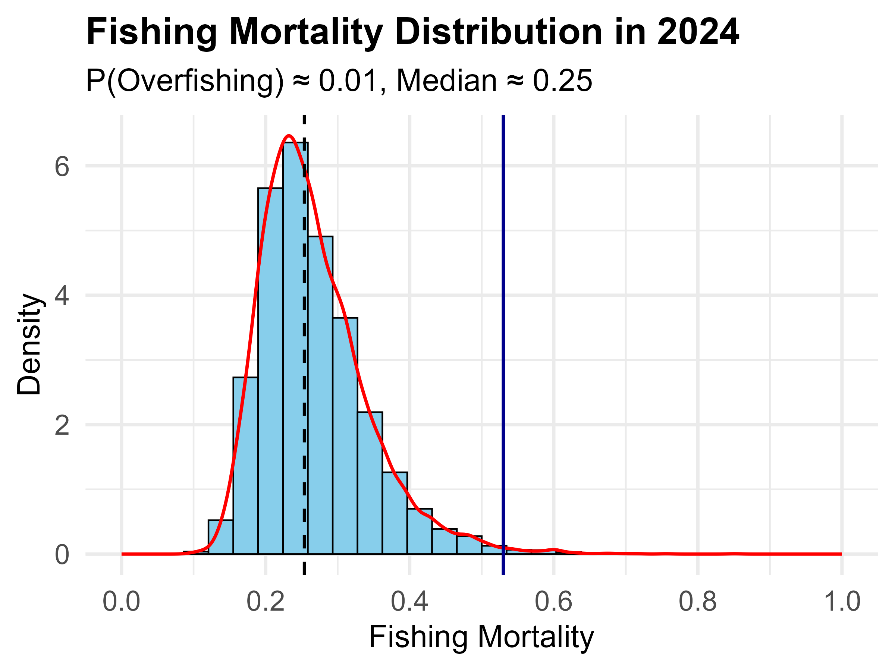 Fishing Mortality Distribution in 2024
P(Overfishing) ≈ 0.01, Median ≈ 0.25
Density
6
4
2
0
0.0 0.2 0.4 0.6 0.8 1.0
Fishing Mortality